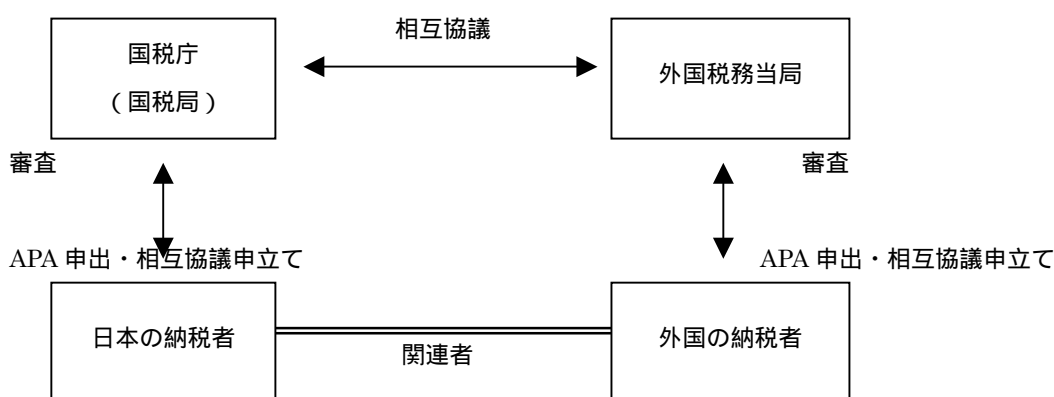 相互協議
国税庁
（国税局）
外国税務当局
審査
審査
APA 申出・相互協議申立て
APA 申出・相互協議申立て
日本の納税者
関連者
外国の納税者